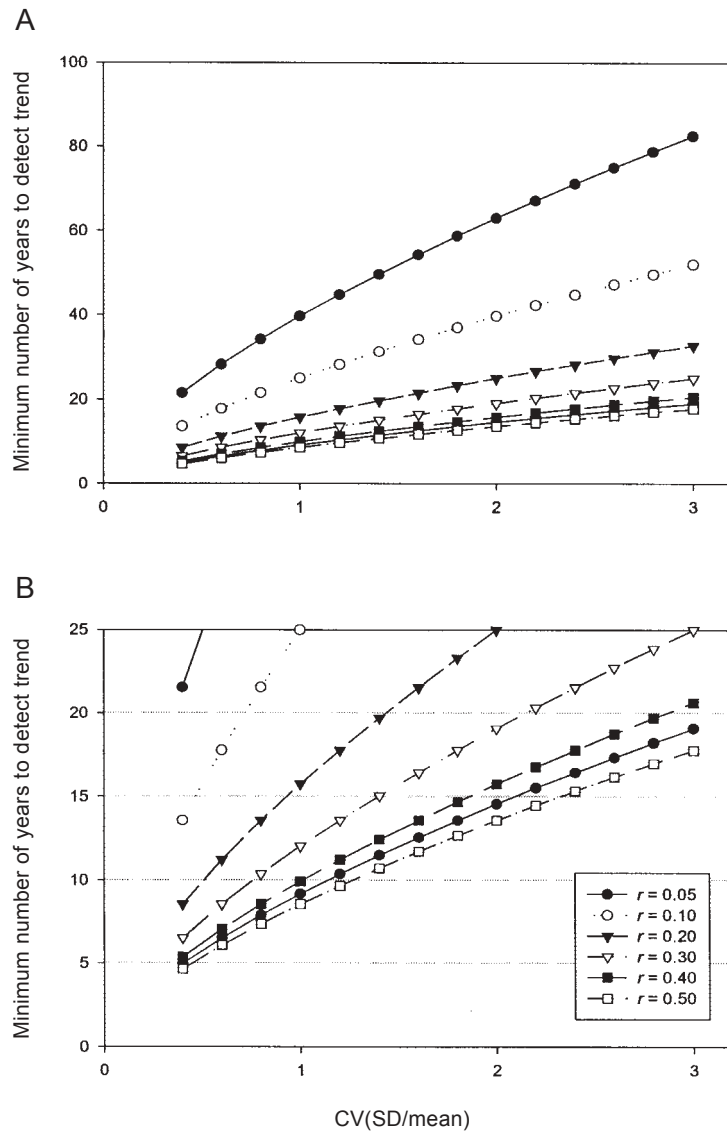 A
Minimum number of years to detect trend
100
80
60
40
20
0
0
1
2
3
B
Minimum number of years to detect trend
25
20
15
10
5
0
0
1
2
3
r = 0.05
r = 0.10
r = 0.20
r = 0.30
r = 0.40
r = 0.50
CV(SD/mean)